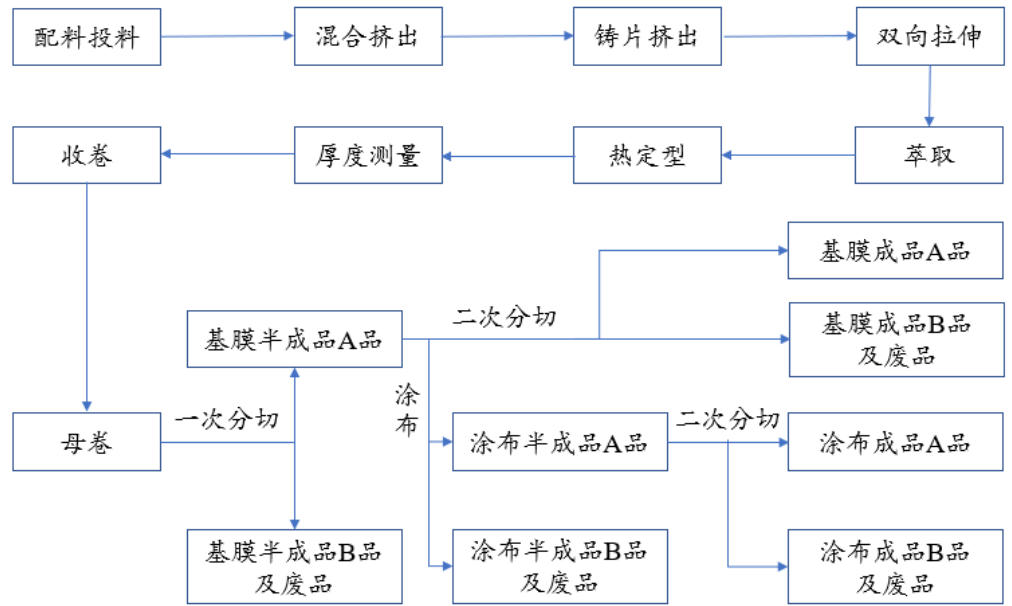 配料投料
混合挤出
铸片挤出
双向拉伸
收卷
厚度测量
热定型
萃取
基膜成品A品
二次分切
基膜半成品A品
基膜成品B品
及废品
涂
布
一次分切
二次分切
母卷
涂布半成品A品
涂布成品A品
基膜半成品B品
及废品
涂布半成品B品
及废品
涂布成品B品
及废品